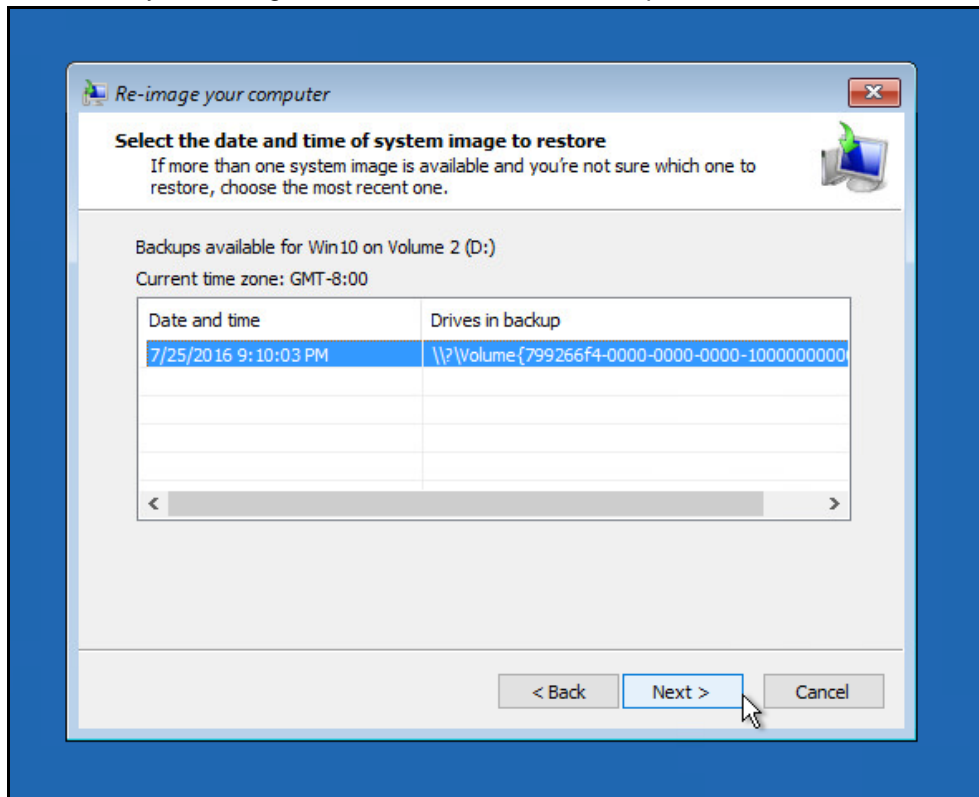 Re-image your computer
Select the date and time of system image to restore
If more than one system image is available and you're not sure which one to
restore, choose the most recent one.
Backups available for Win10 on Volume 2 (D:)
Current time zone: GMT-8:00
Date and time Drives in backup
7/25/2016 9:10:03 PM \\?\Volume{799266f4-0000-0000-0000-1000000000
< Back Next > Cancel